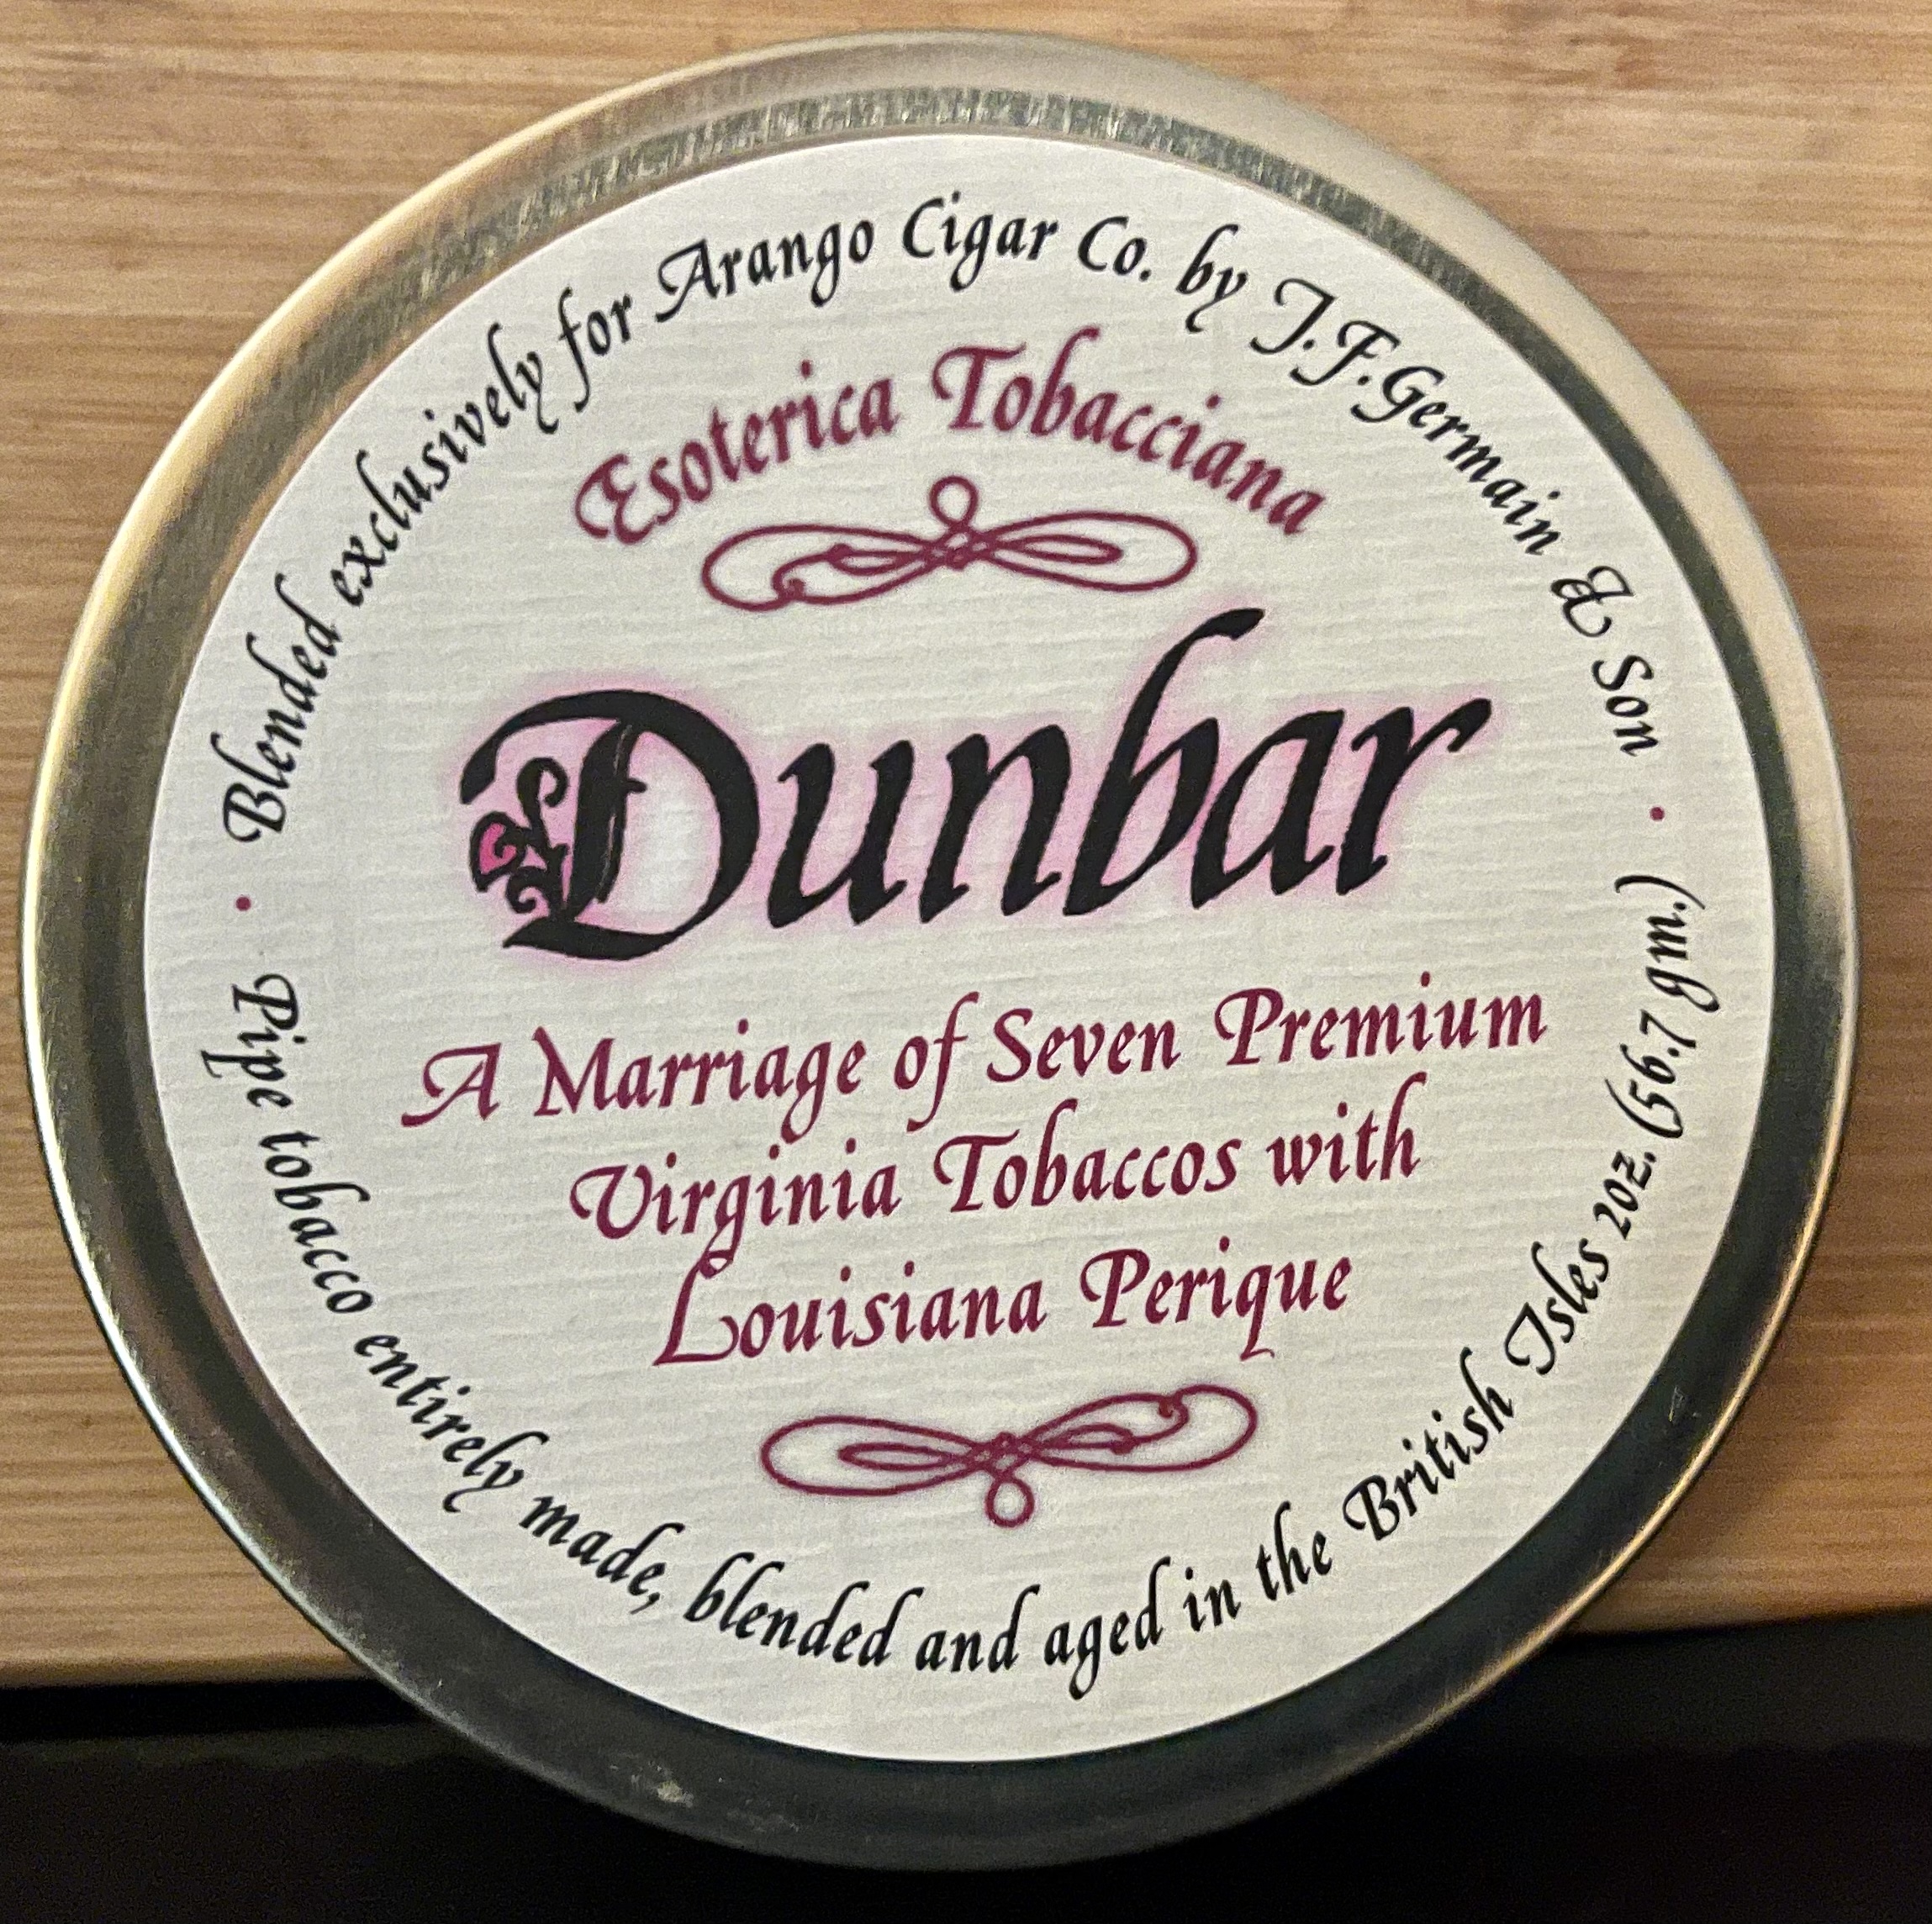 Blended exclusively for Arango Cigar Co. by J.F.Germain & Son
Esoterica Tobacciana
Dunbar
A Marriage of Seven Premium
Virginia Tobaccos with
Louisiana Perique
Pipe tobacco entirely made, blended and aged in the British Isles 2oz. (56.7 gm.)